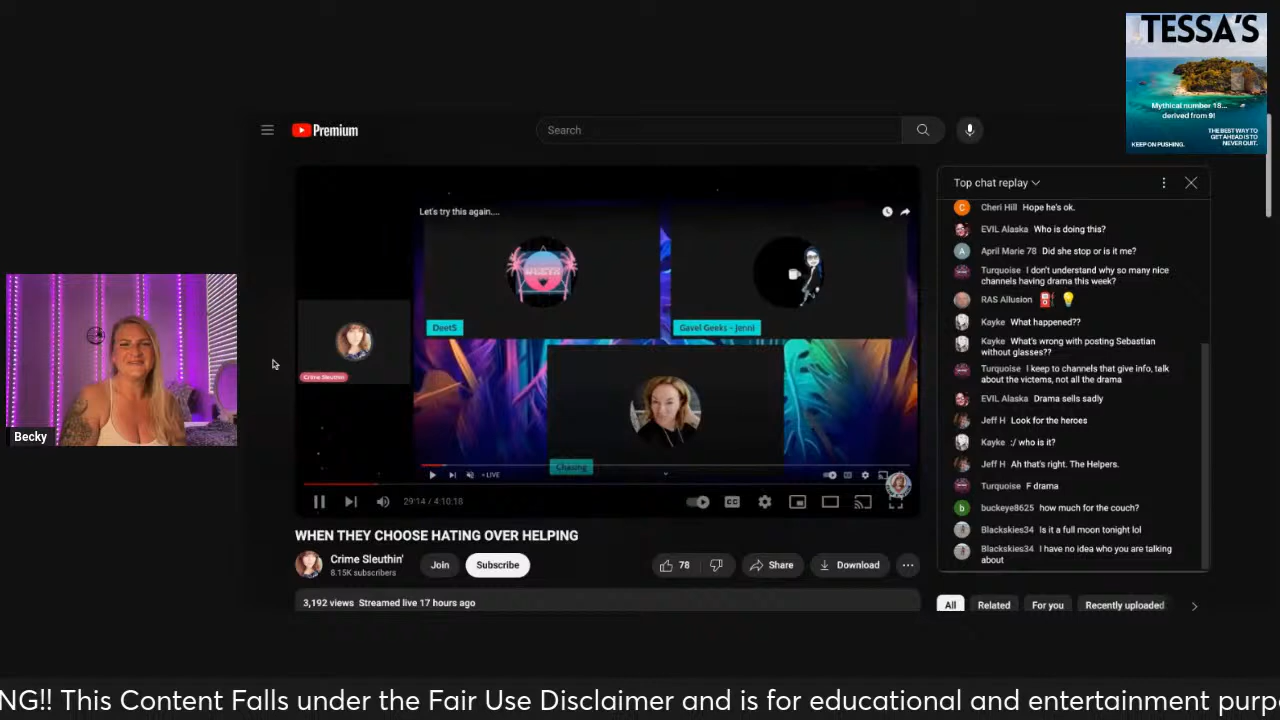 TESSA'S
Mythical number 18...
derived from 9!
THE BEST WAY TO
GET AHEAD IS TO
NEVER QUIT.
KEEP ON PUSHING.
Premium
Search
Let's try this again....
DuetS
Gavel Geeks - Jenni
Crime Sleuthin'
Chasing
LIVE
29:14 / 4:10:18
WHEN THEY CHOOSE HATING OVER HELPING
Crime Sleuthin'
8.15K subscribers
Join
Subscribe
78
Share
Download
3,192 views Streamed live 17 hours ago
Top chat replay
Cheri Hill Hope he's ok.
EVIL Alaska Who is doing this?
April Marie 78 Did she stop or is it me?
Turquoise I don't understand why so many nice
channels having drama this week?
RAS Allusion
Kayke What happened??
Kayke What's wrong with posting Sebastian
without glasses??
Turquoise I keep to channels that give info, talk
about the victims, not all the drama
EVIL Alaska Drama sells sadly
Jeff H Look for the heroes
Kayke :/ who is it?
Jeff H Ah that's right. The Helpers.
Turquoise F drama
buckeye8625 how much for the couch?
Blackskies34 Is it a full moon tonight lol
Blackskies34 I have no idea who you are talking
about
All
Related
For you
Recently uploaded
Becky
NG!! This Content Falls under the Fair Use Disclaimer and is for educational and entertainment purp